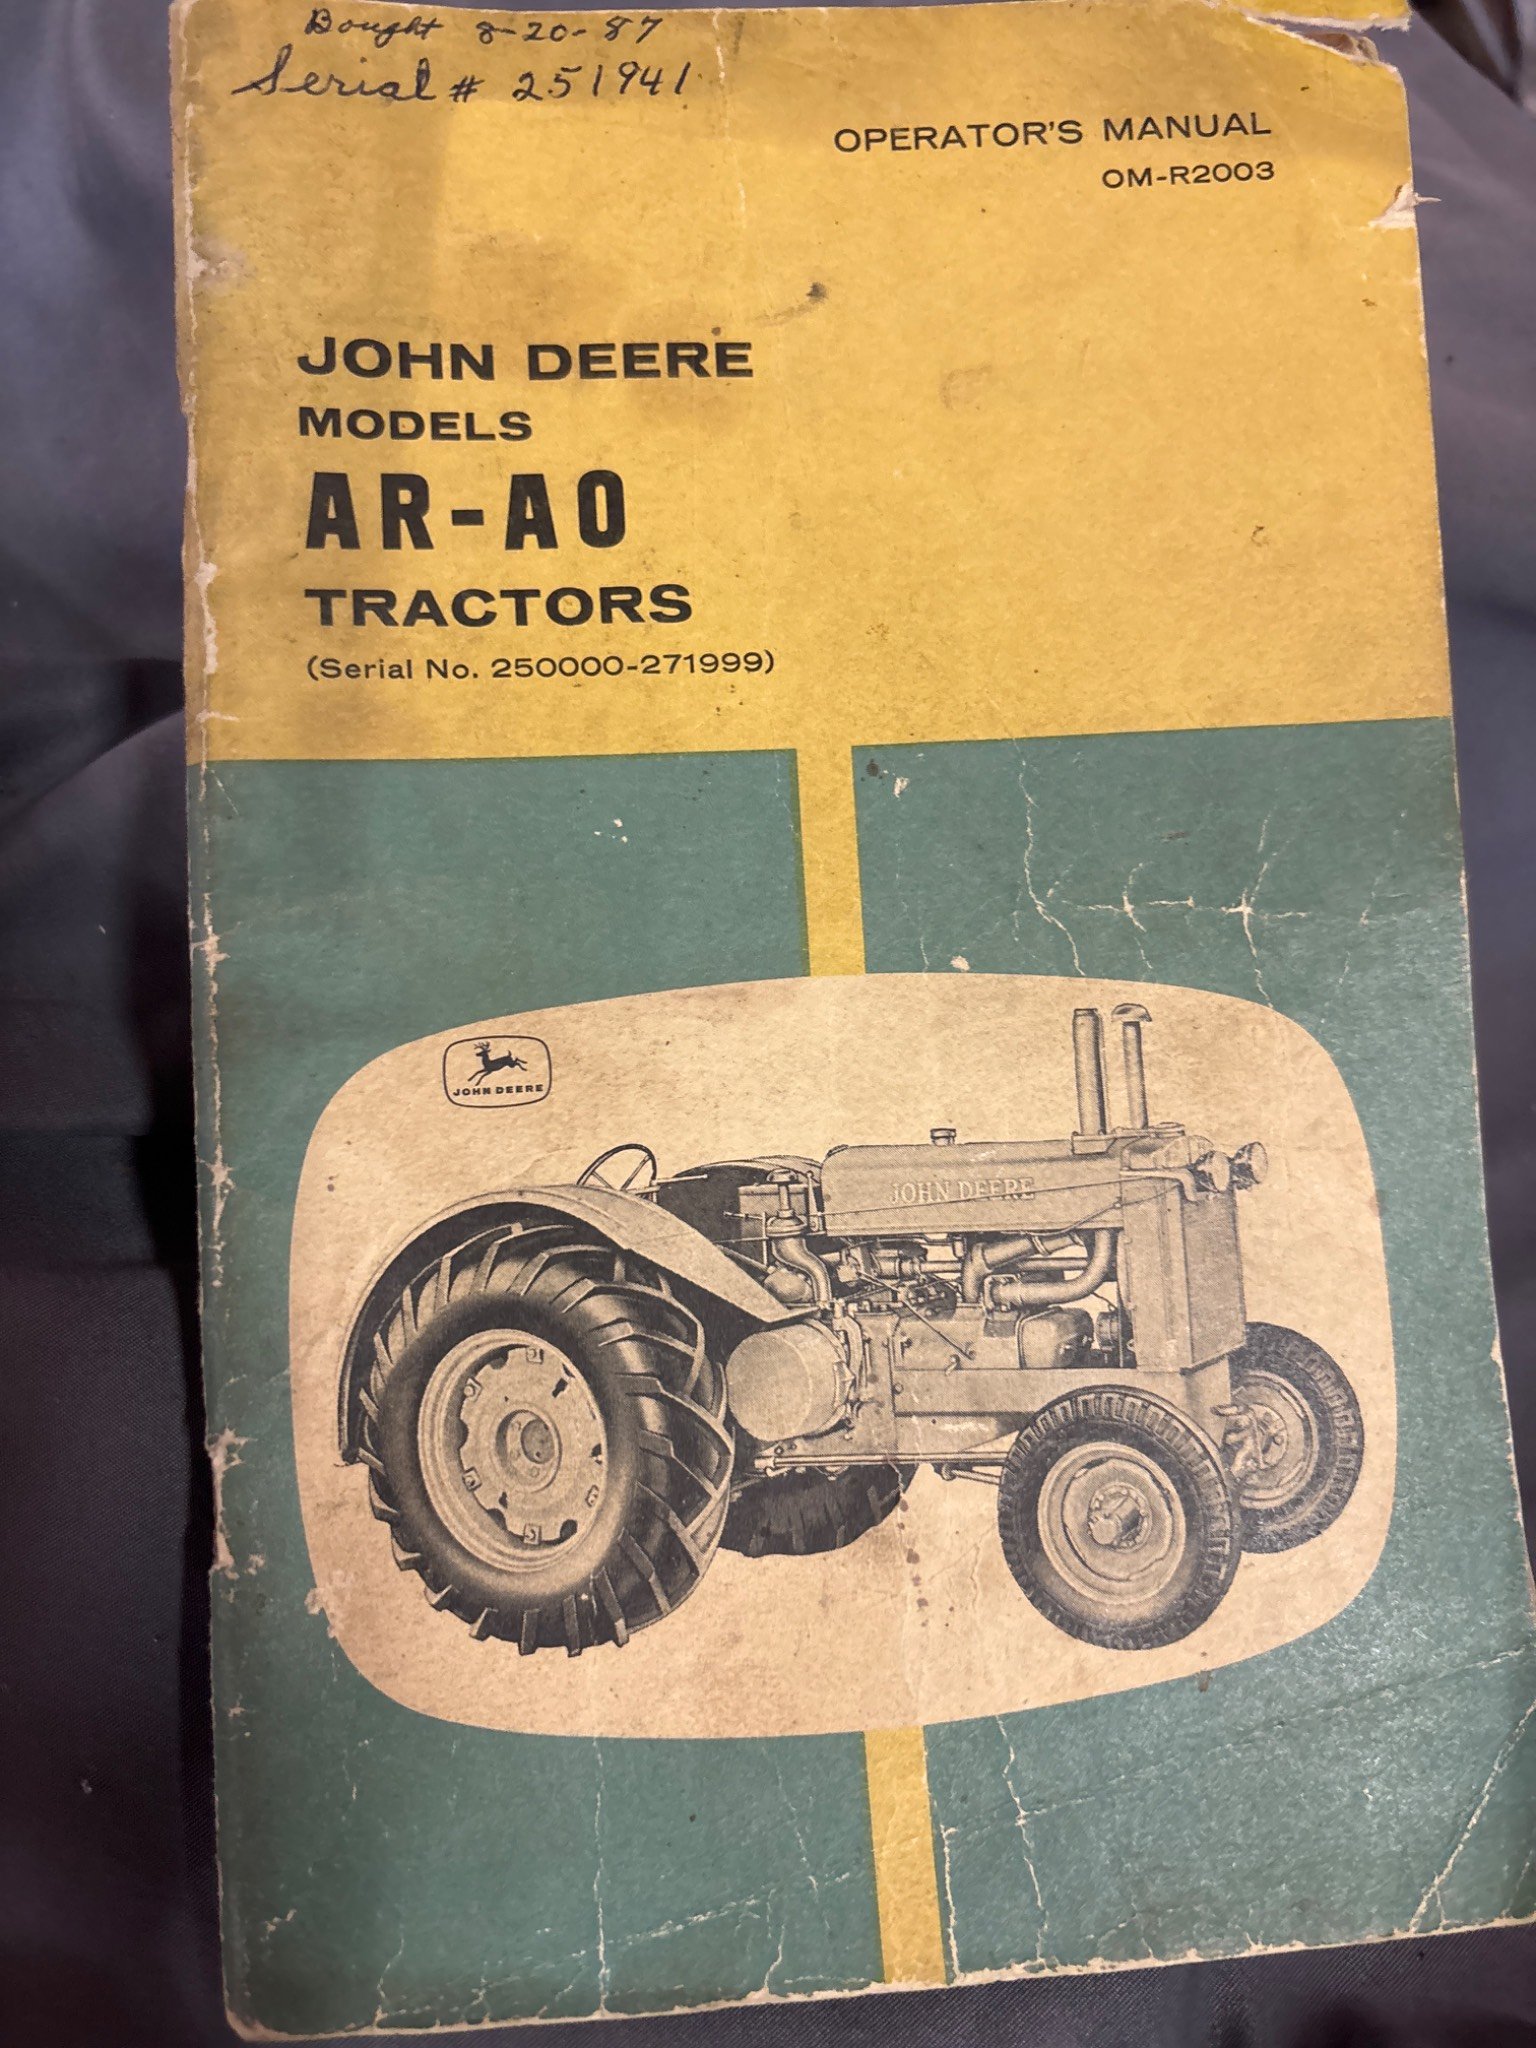 Bought 8-20-87
Serial # 251941
OPERATOR'S MANUAL
OM-R2003
JOHN DEERE
MODELS
AR-AO
TRACTORS
(Serial No. 250000-271999)
JOHN DEERE
JOHN DEERE